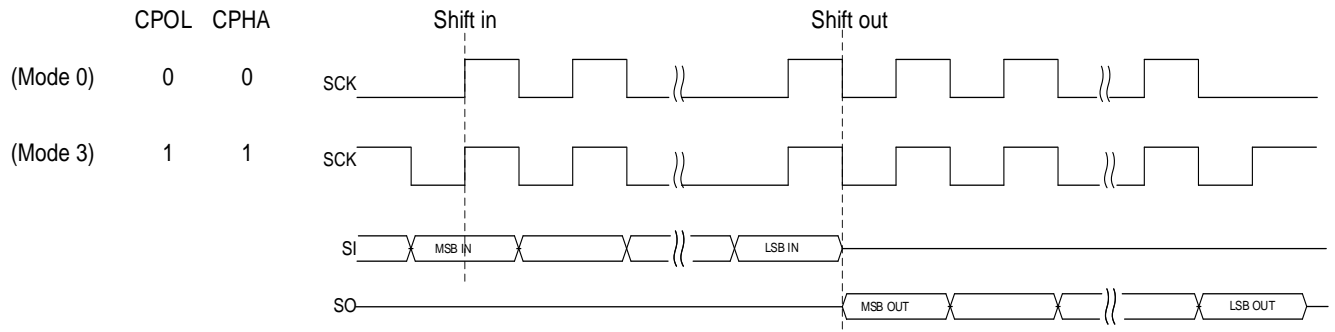 CPOL CPHA Shift in Shift out
(Mode 0) 0 0 SCK
(Mode 3) 1 1 SCK
SI MSB IN LSB IN
SO MSB OUT LSB OUT